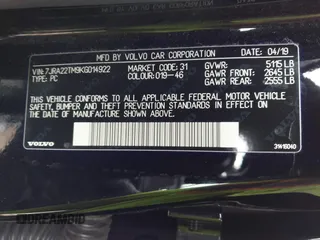 MFD. BY VOLVO CAR CORPORATION
DATE: 04/19
VIN: 7JRA22TM9KG014922
TYPE: PC
MARKET CODE: 31
COLOUR: 019-46
GVWR: 5115 LB
GAWR FRONT: 2645 LB
GAWR REAR: 2555 LB
THIS VEHICLE CONFORMS TO ALL APPLICABLE FEDERAL MOTOR VEHICLE
SAFETY, BUMPER AND THEFT PREVENTION STANDARDS IN EFFECT ON THE DATE
OF MANUFACTURE SHOWN ABOVE.
VOLVO